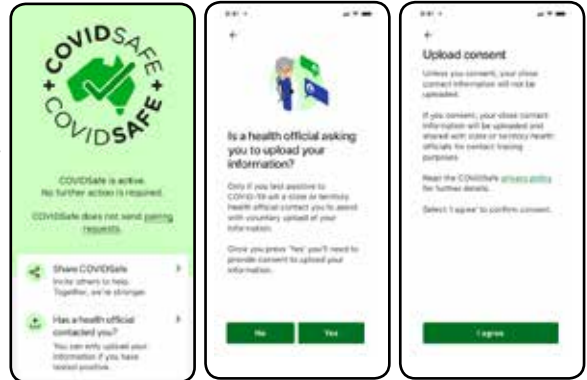 COVIDSAFE
COVIDSAFE
COVIDSafe is active.
No further action is required.
COVIDSafe does not send pairing
requests.
Share COVIDSafe
Invite others to help.
Together, we're stronger.
Has a health official
contacted you?
You can only upload your
information if you have
tested positive.
Is a health official asking
you to upload your
information?
Only if you test positive to
COVID-19 will a state or territory
health official contact you to assist
with voluntary upload of your
information.
Once you press 'Yes' you'll need to
provide consent to upload your
information.
No
Yes
Upload consent
Unless you consent, your close
contact information will not be
uploaded.
If you consent, your close contact
information will be uploaded and
shared with state or territory health
officials for contact tracing
purposes.
Read the COVIDSafe privacy policy
for further details.
Select 'I agree' to confirm consent.
I agree